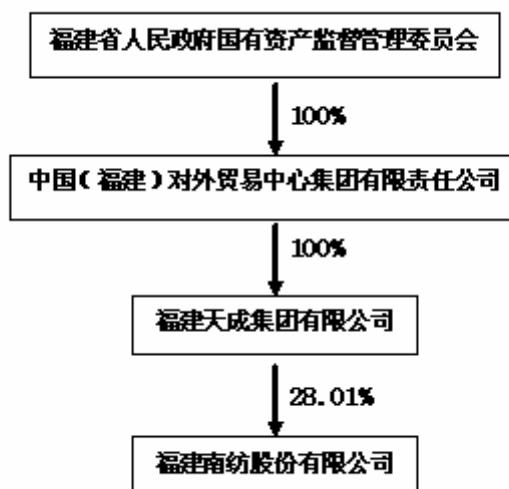 福建省人民政府国有资产监督管理委员会
100%
中国（福建）对外贸易中心集团有限责任公司
100%
福建天成集团有限公司
28.01%
福建南纺股份有限公司